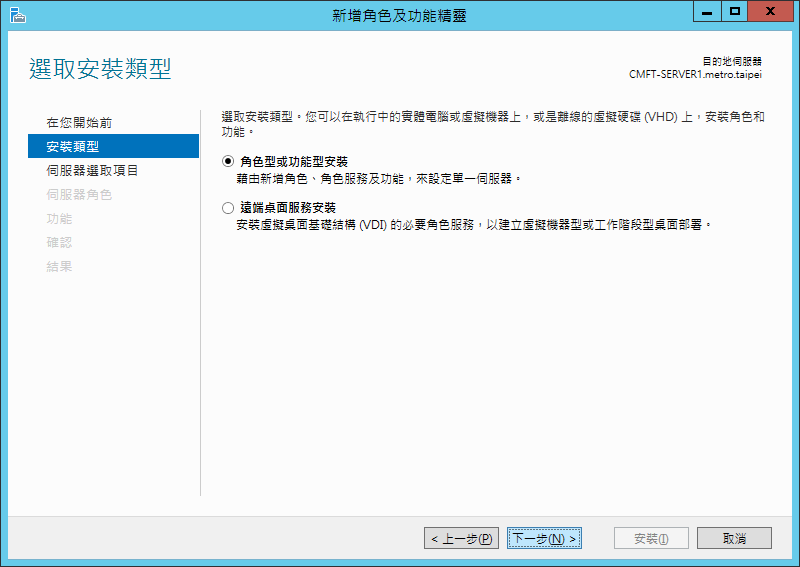 新增角色及功能精靈
選取安裝類型
目的地伺服器
CMFT-SERVER1.metro.taipei
在您開始前
安裝類型
伺服器選取項目
伺服器角色
功能
確認
結果
選取安裝類型。您可以在執行中的實體電腦或虛擬機器上，或是離線的虛擬硬碟 (VHD) 上，安裝角色和
功能。
角色型或功能型安裝
藉由新增角色、角色服務及功能，來設定單一伺服器。
遠端桌面服務安裝
安裝虛擬桌面基礎結構 (VDI) 的必要角色服務，以建立虛擬機器型或工作階段型桌面部署。
< 上一步(P)
下一步(N) >
安裝(I)
取消